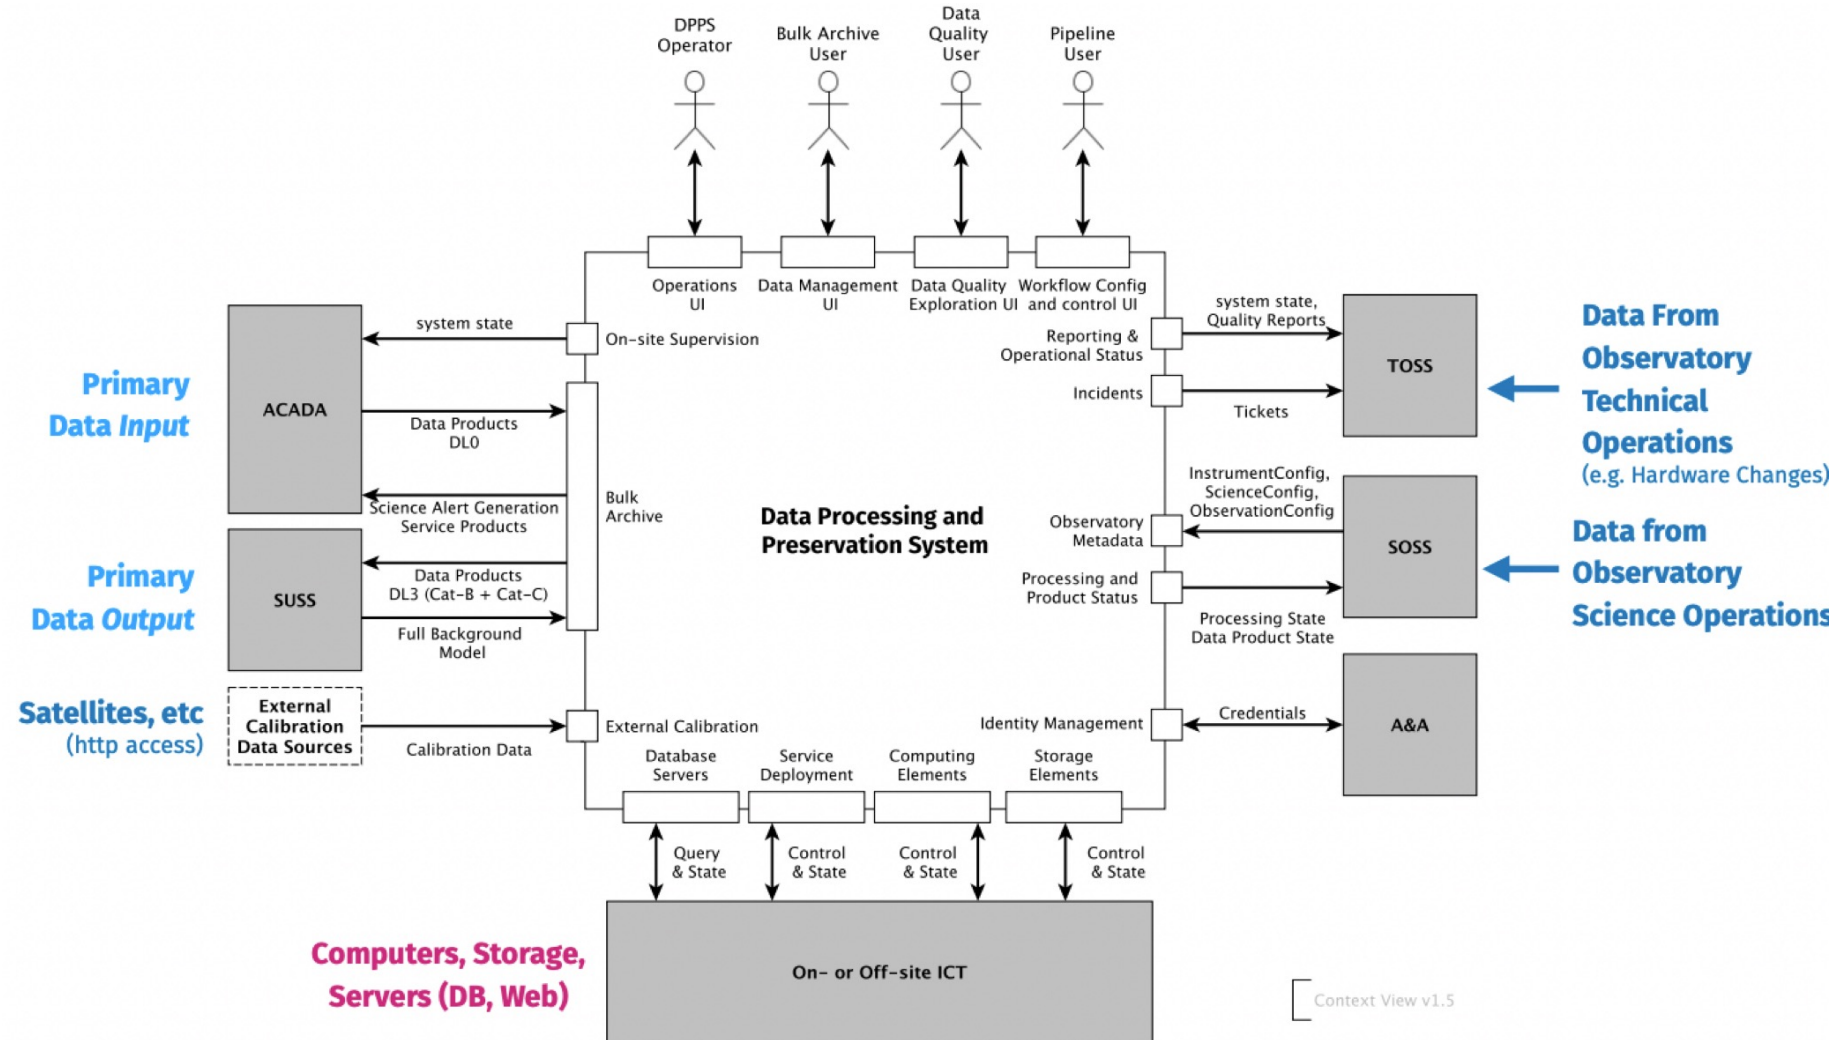 DPPS
Operator
Bulk Archive
User
Data
Quality
User
Pipeline
User
Operations
UI
Data Management
UI
Data Quality
Exploration UI
Workflow Config
and control UI
Primary
Data Input
ACADA
system state
On-site Supervision
Data Products
DL0
Science Alert Generation
Service Products
Bulk
Archive
Primary
Data Output
SUSS
Data Products
DL3 (Cat-B + Cat-C)
Full Background
Model
Satellites, etc
(http access)
External
Calibration
Data Sources
Calibration Data
External Calibration
Data Processing and
Preservation System
Reporting &
Operational Status
system state,
Quality Reports
Incidents
Tickets
TOSS
Data From
Observatory
Technical
Operations
(e.g. Hardware Changes)
InstrumentConfig,
ScienceConfig,
ObservationConfig
Observatory
Metadata
Processing and
Product Status
Processing State
Data Product State
SOSS
Data from
Observatory
Science Operations
Identity Management
Credentials
A&A
Database
Servers
Service
Deployment
Computing
Elements
Storage
Elements
Query
& State
Control
& State
Control
& State
Control
& State
Computers, Storage,
Servers (DB, Web)
On- or Off-site ICT
Context View v1.5